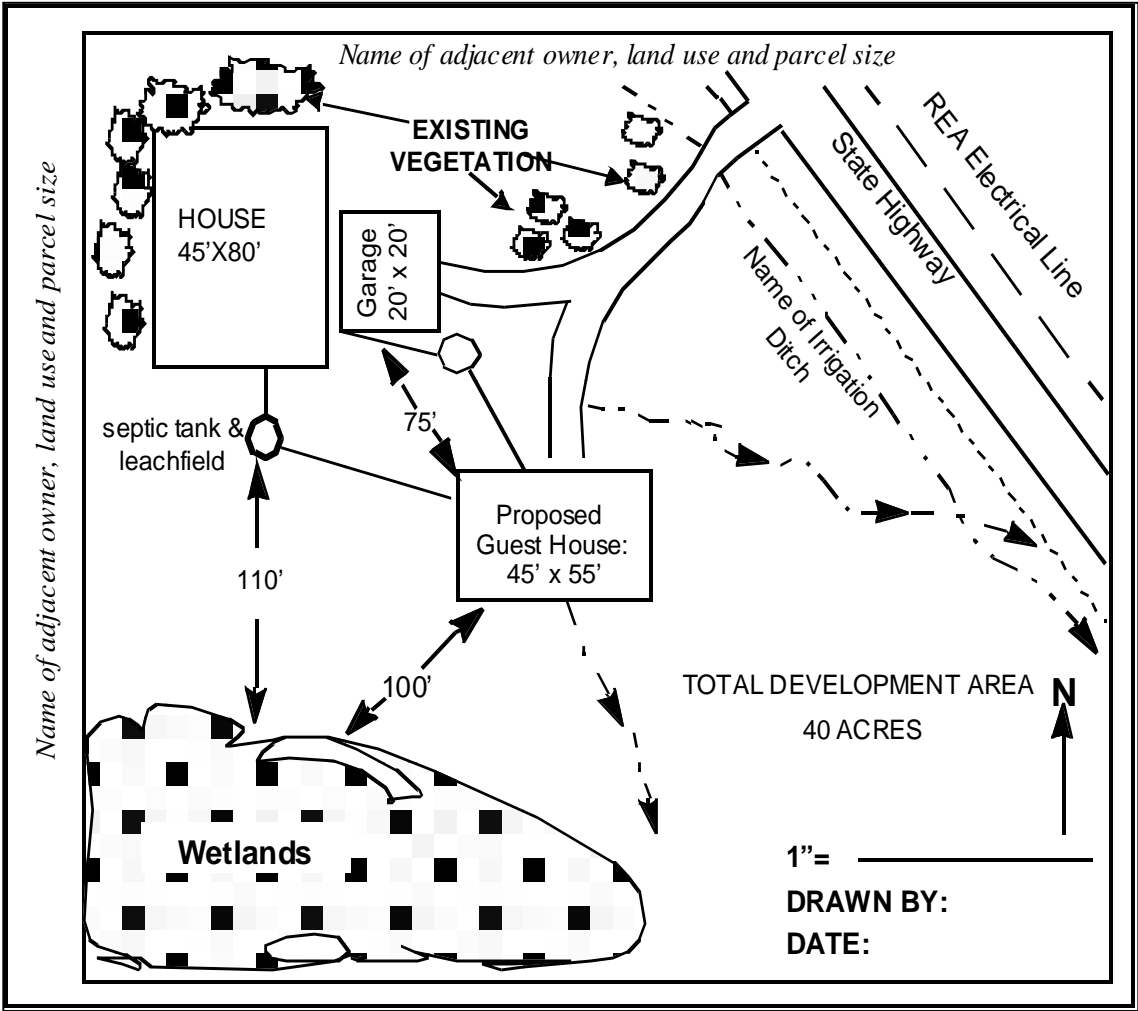 Name of adjacent owner, land use and parcel size
Name of adjacent owner, land use and parcel size
EXISTING
VEGETATION
REA Electrical Line
State Highway
HOUSE
45'X80'
Garage
20' x 20'
Name of Irrigation
Ditch
75'
septic tank &
leachfield
Proposed
Guest House:
45' x 55'
110'
100'
TOTAL DEVELOPMENT AREA
40 ACRES
N
Wetlands
1”=
DRAWN BY:
DATE: